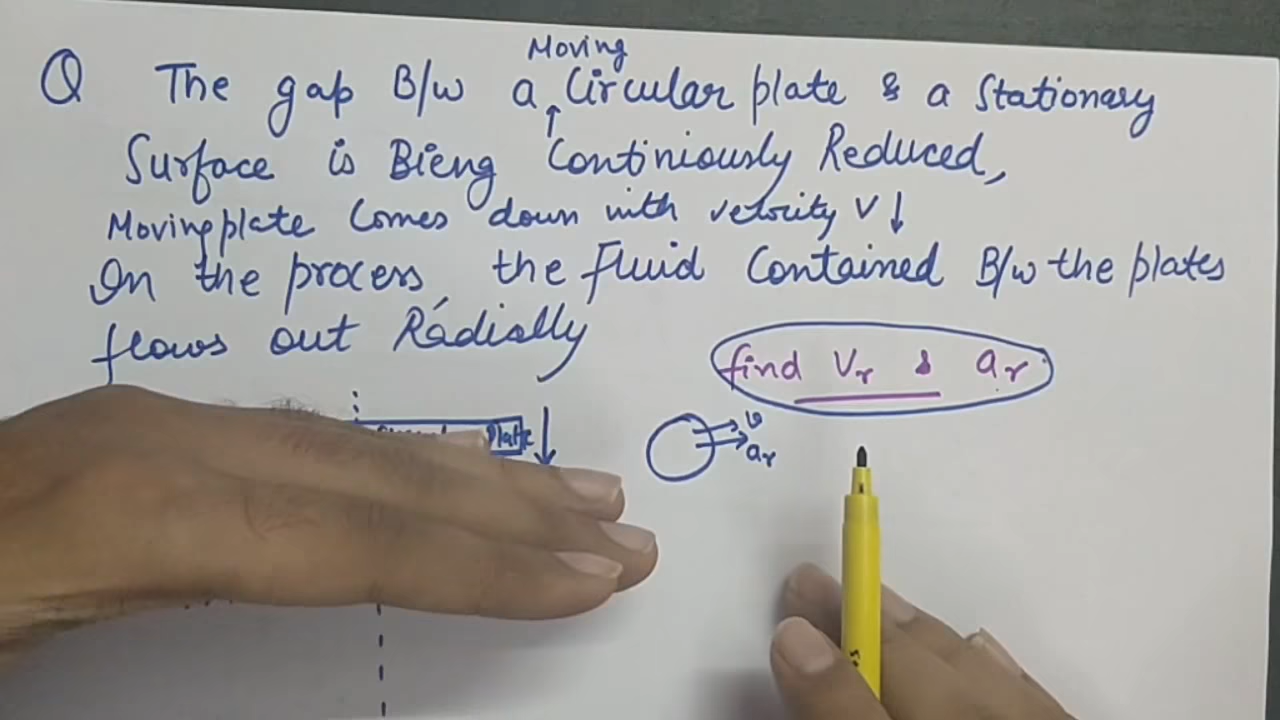 Moving
Q The gap B/w a ↑ Circular plate & a Stationary
Surface is Bieng Continiously Reduced,
Moving plate Comes down with velocity V ↓
In the process, the fluid Contained B/w the plates
flows out Radially
find Vr & ar
Plate
v
ar